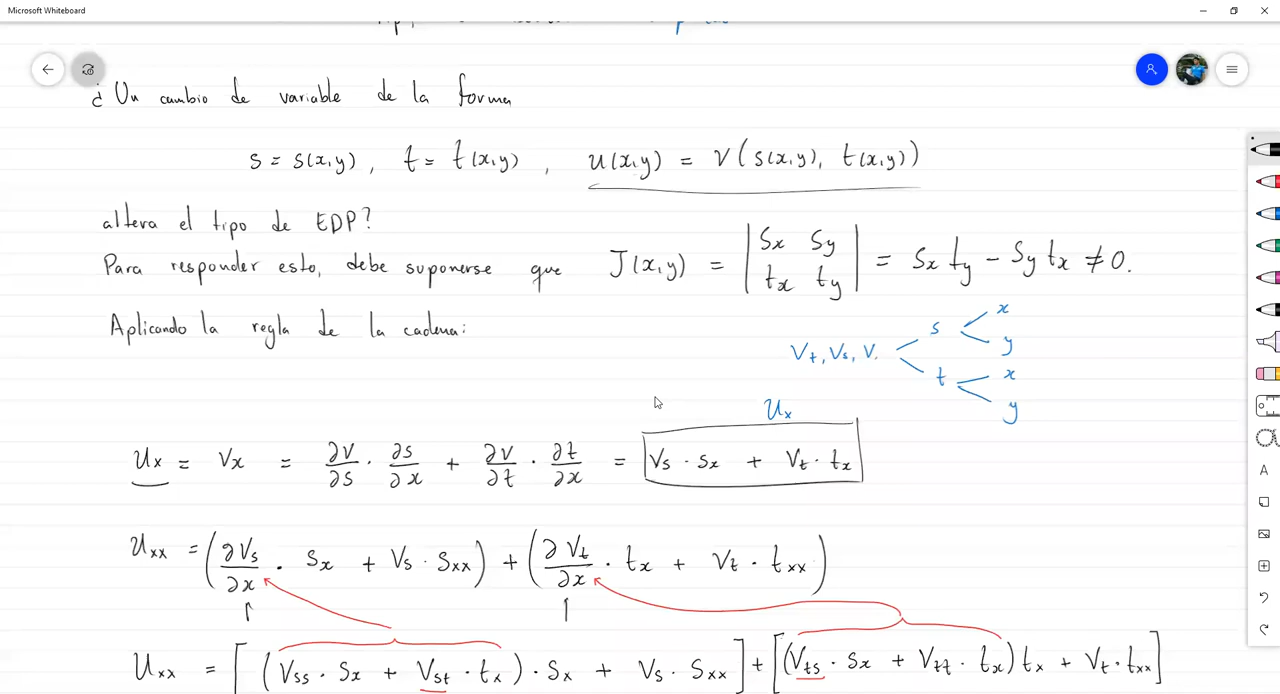 Microsoft Whiteboard
¿ Un cambio de variable de la forma
s = s(x,y), t = t(x,y), u(x,y) = v(s(x,y), t(x,y))
altera el tipo de EDP?
Para responder esto, debe suponerse que J(x,y) = | sx sy ; tx ty | = sx ty − sy tx ≠ 0.
Aplicando la regla de la cadena:
Vt, Vs, V. < s < x y
t < x y
Ux
Ux = Vx = ∂V/∂s · ∂s/∂x + ∂V/∂t · ∂t/∂x = Vs · sx + Vt · tx
Uxx = (∂Vs/∂x · sx + Vs · sxx) + (∂Vt/∂x · tx + Vt · txx)
Uxx = [(Vss · sx + Vst · tx) · sx + Vs · sxx] + [(Vts · sx + Vtt · tx) tx + Vt · txx]
A